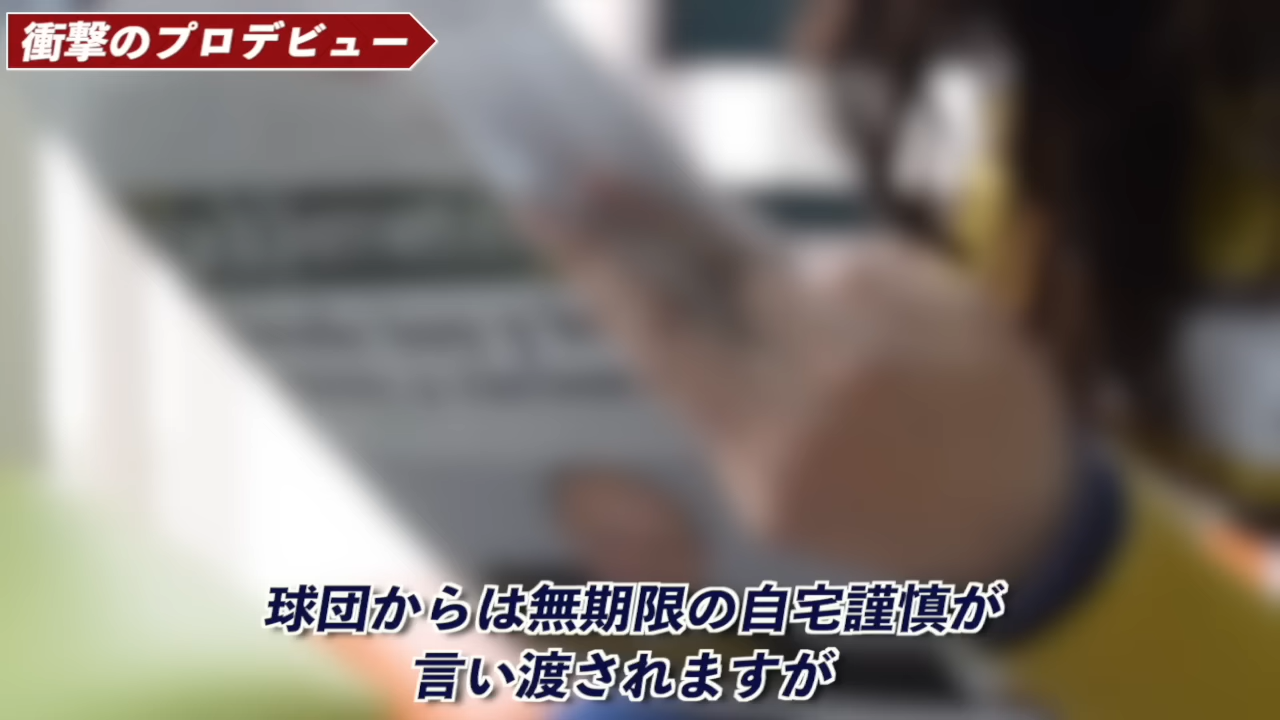 衝撃のプロデビュー
球団からは無期限の自宅謹慎が
言い渡されますが